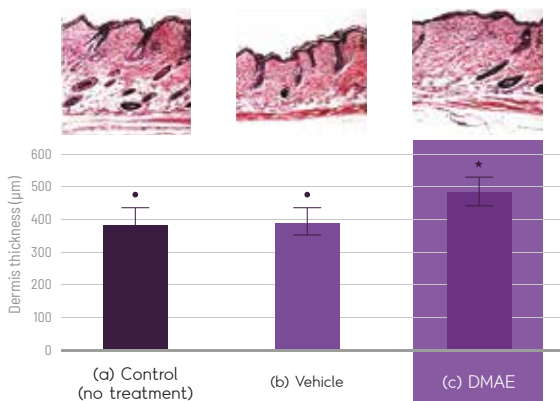 600
500
400
300
200
100
0
Dermis thickness (µm)
(a) Control
(no treatment)
(b) Vehicle
(c) DMAE